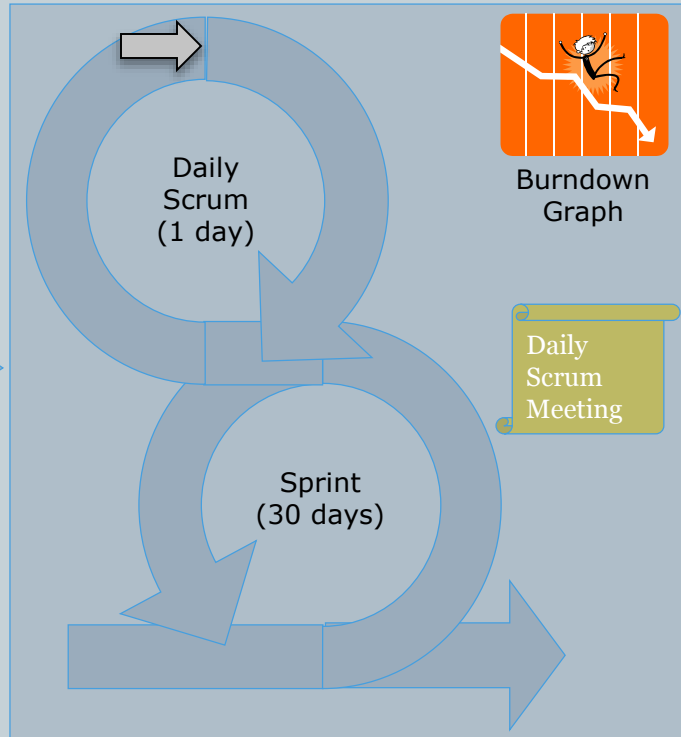 Daily
Scrum
(1 day)
Burndown
Graph
Daily
Scrum
Meeting
Sprint
(30 days)